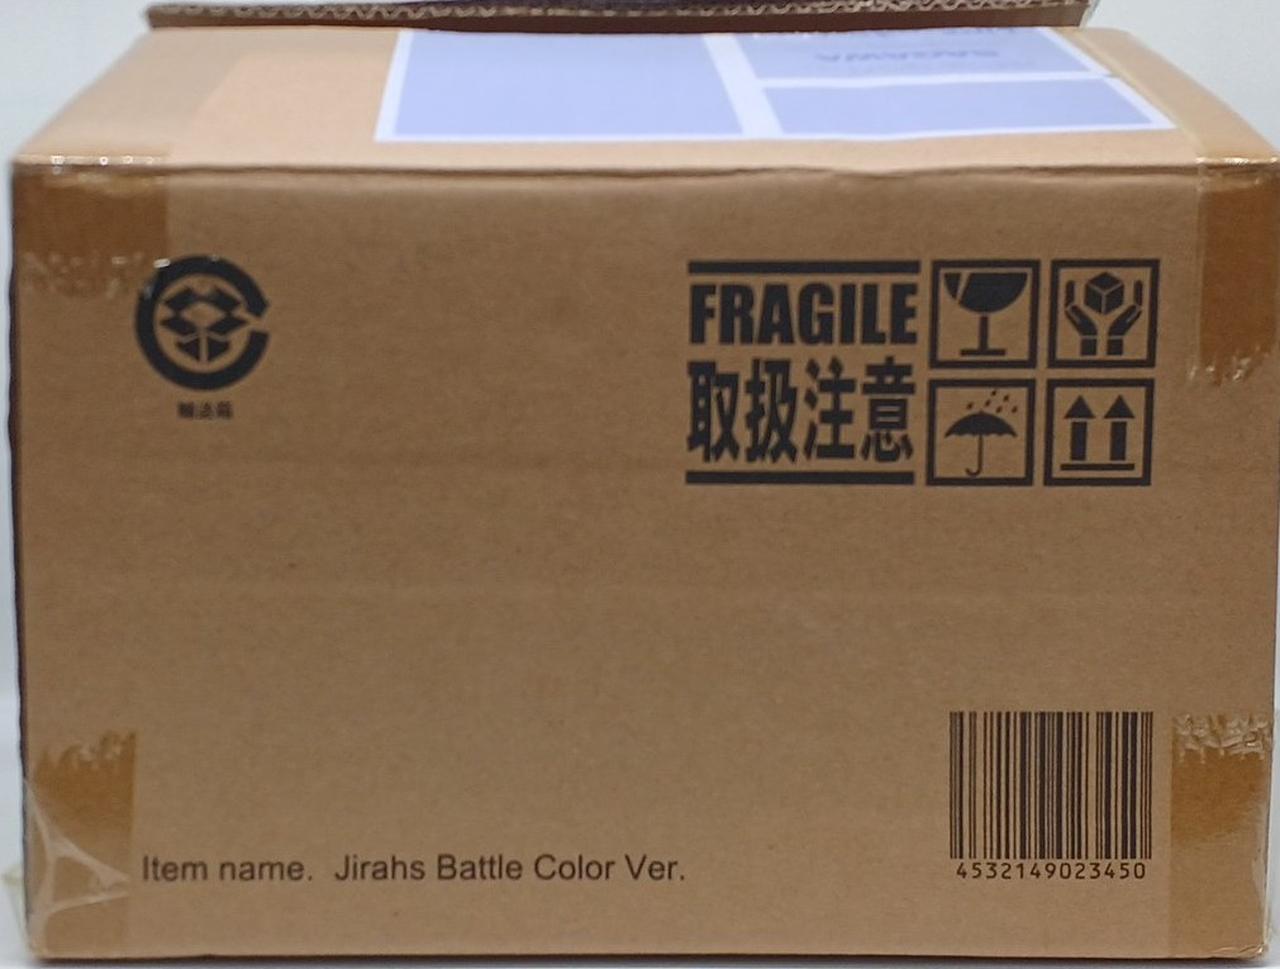 FRAGILE
取扱注意
Item name. Jirahs Battle Color Ver.
4532149023450